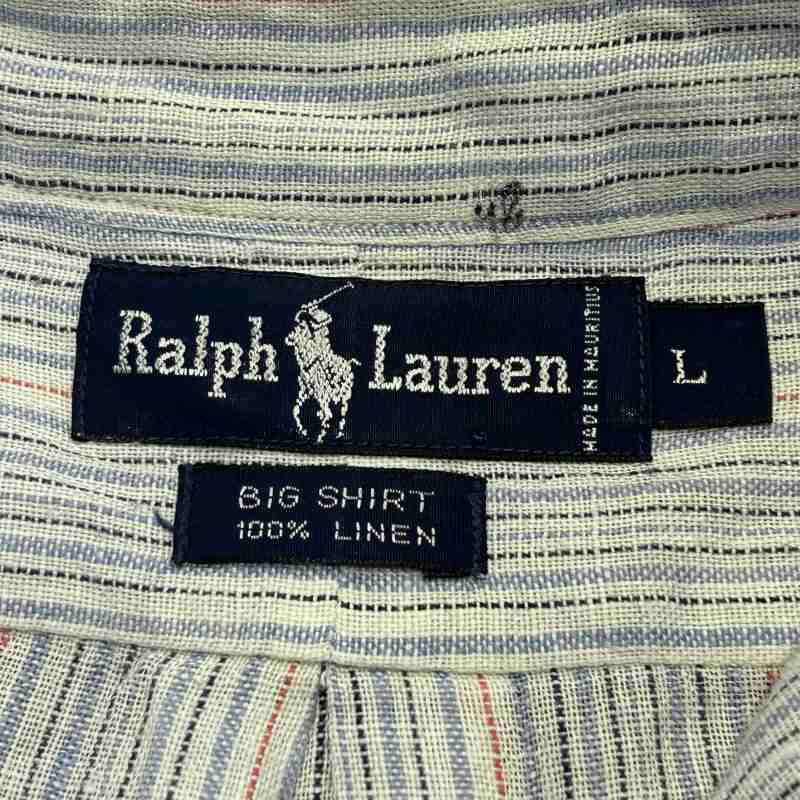 Ralph Lauren
MADE IN MAURITIUS
L
BIG SHIRT
100% LINEN